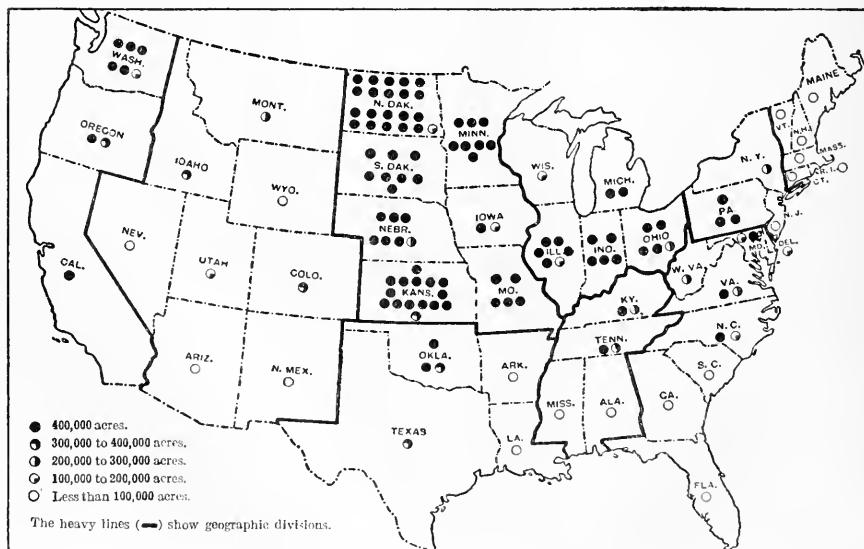 WASH.
MAINE
MONT.
N. DAK.
MINN.
VT.
N.H.
OREGON
MASS.
IDAHO
S. DAK.
WIS.
N.Y.
R.I.
CT.
MICH.
WYO.
IOWA
PA
N.J.
NEBR.
NEV.
OHIO
ILL.
IND.
MD.
DEL.
UTAH
CAL.
COLO.
W. VA.
KANS.
MO.
VA.
KY.
N.C.
TENN.
OKLA.
ARIZ.
N. MEX.
ARK.
S. C.
MISS.
ALA.
GA.
TEXAS
LA.
FLA.
400,000 acres.
300,000 to 400,000 acres.
200,000 to 300,000 acres.
100,000 to 200,000 acres.
Less than 100,000 acres.
The heavy lines (▬) show geographic divisions.